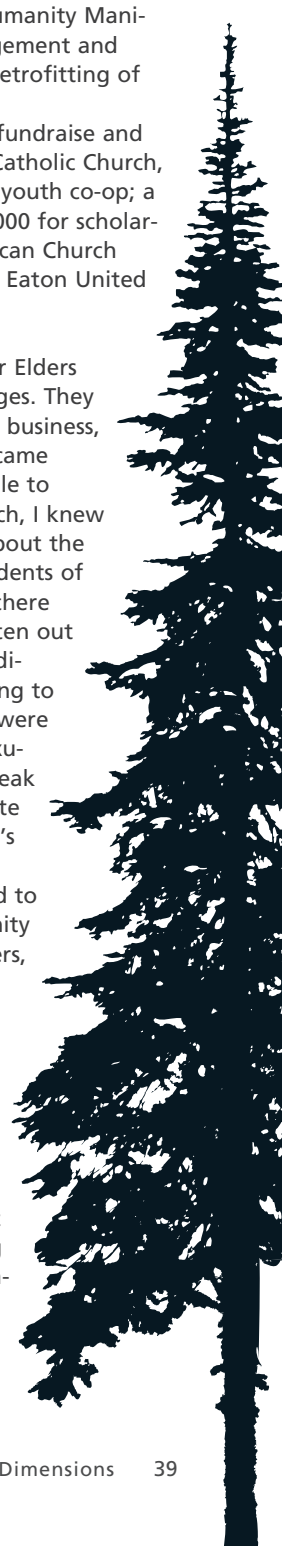 umanity Mani-
gement and
etrofitting of
fundraise and
Catholic Church,
youth co-op; a
000 for scholar-
can Church
Eaton United
r Elders
ges. They
business,
came
le to
ch, I knew
bout the
dents of
there
ten out
di-
ng to
were
xu-
eak
te
's
d to
nity
ers,
-
Dimensions 39